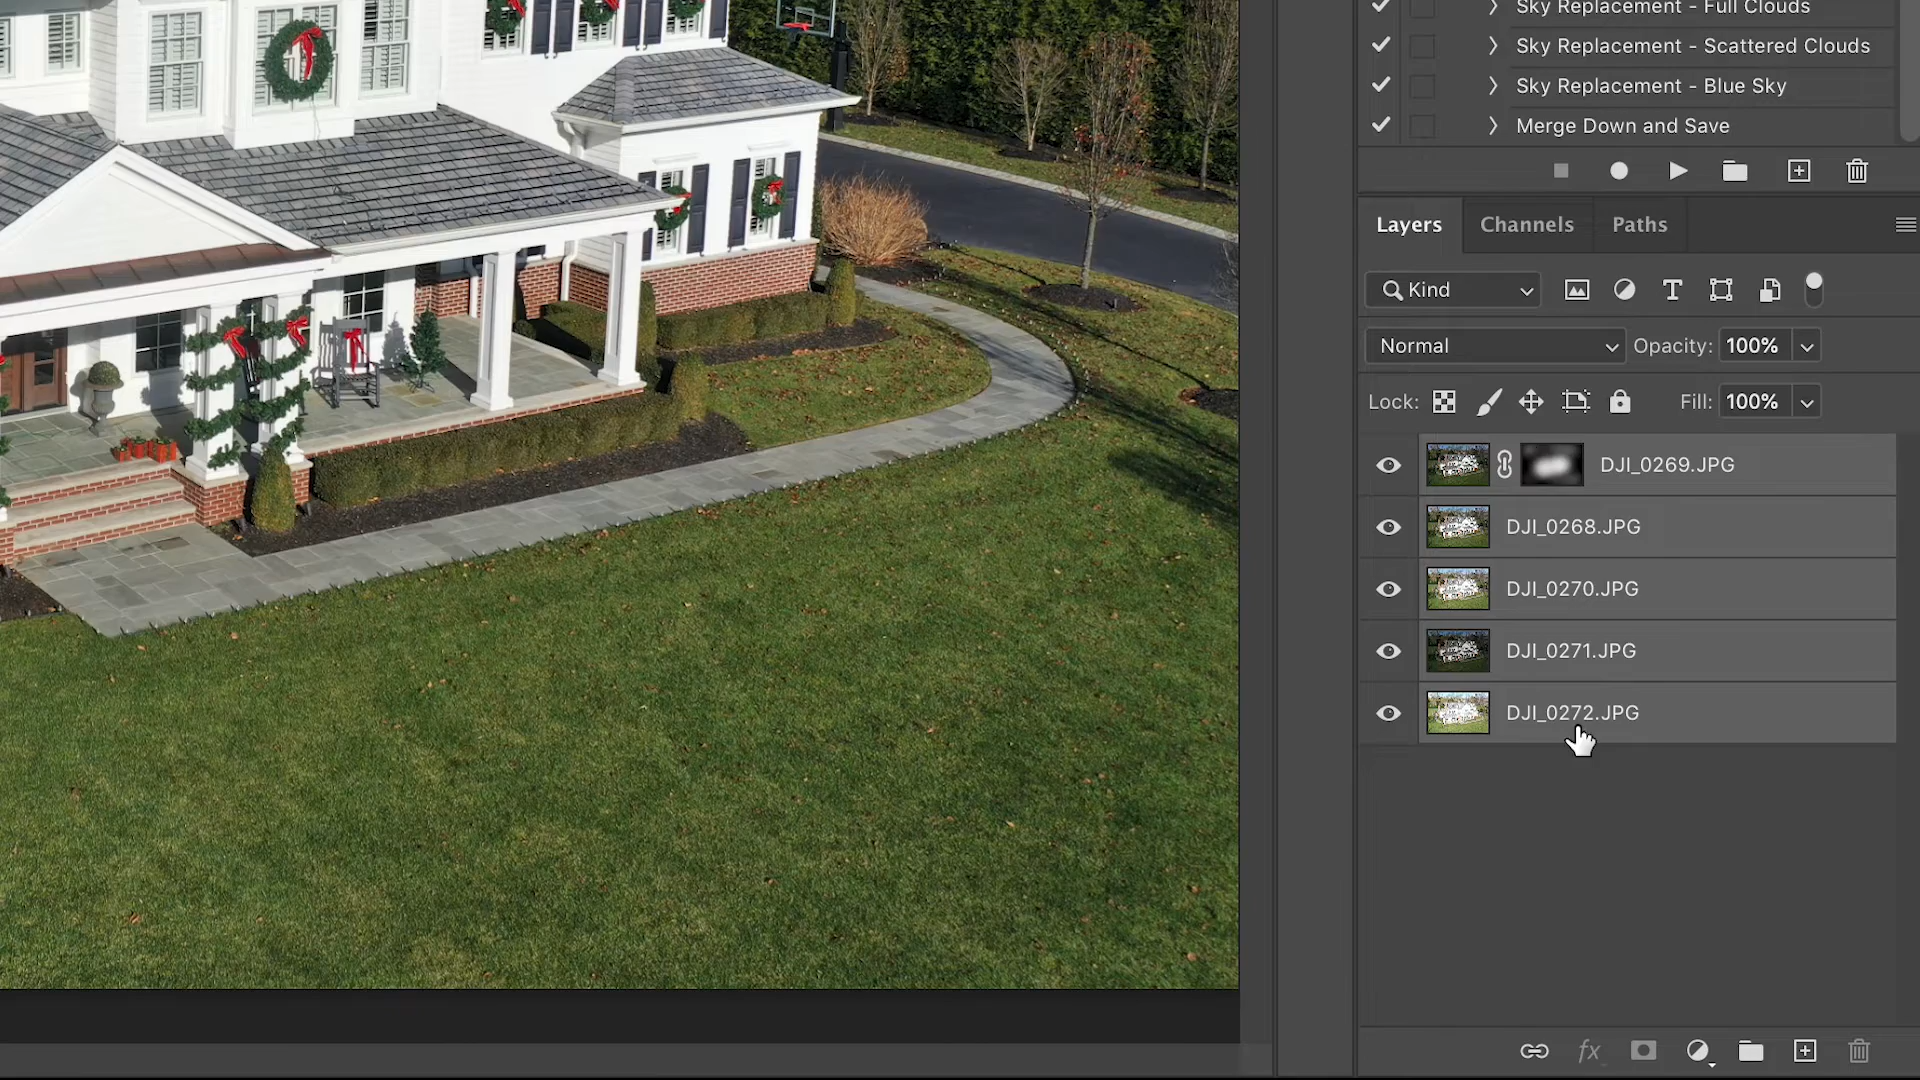 Sky Replacement - Full Clouds
Sky Replacement - Scattered Clouds
Sky Replacement - Blue Sky
Merge Down and Save
Layers Channels Paths
Kind
Normal Opacity: 100%
Lock: Fill: 100%
DJI_0269.JPG
DJI_0268.JPG
DJI_0270.JPG
DJI_0271.JPG
DJI_0272.JPG
fx